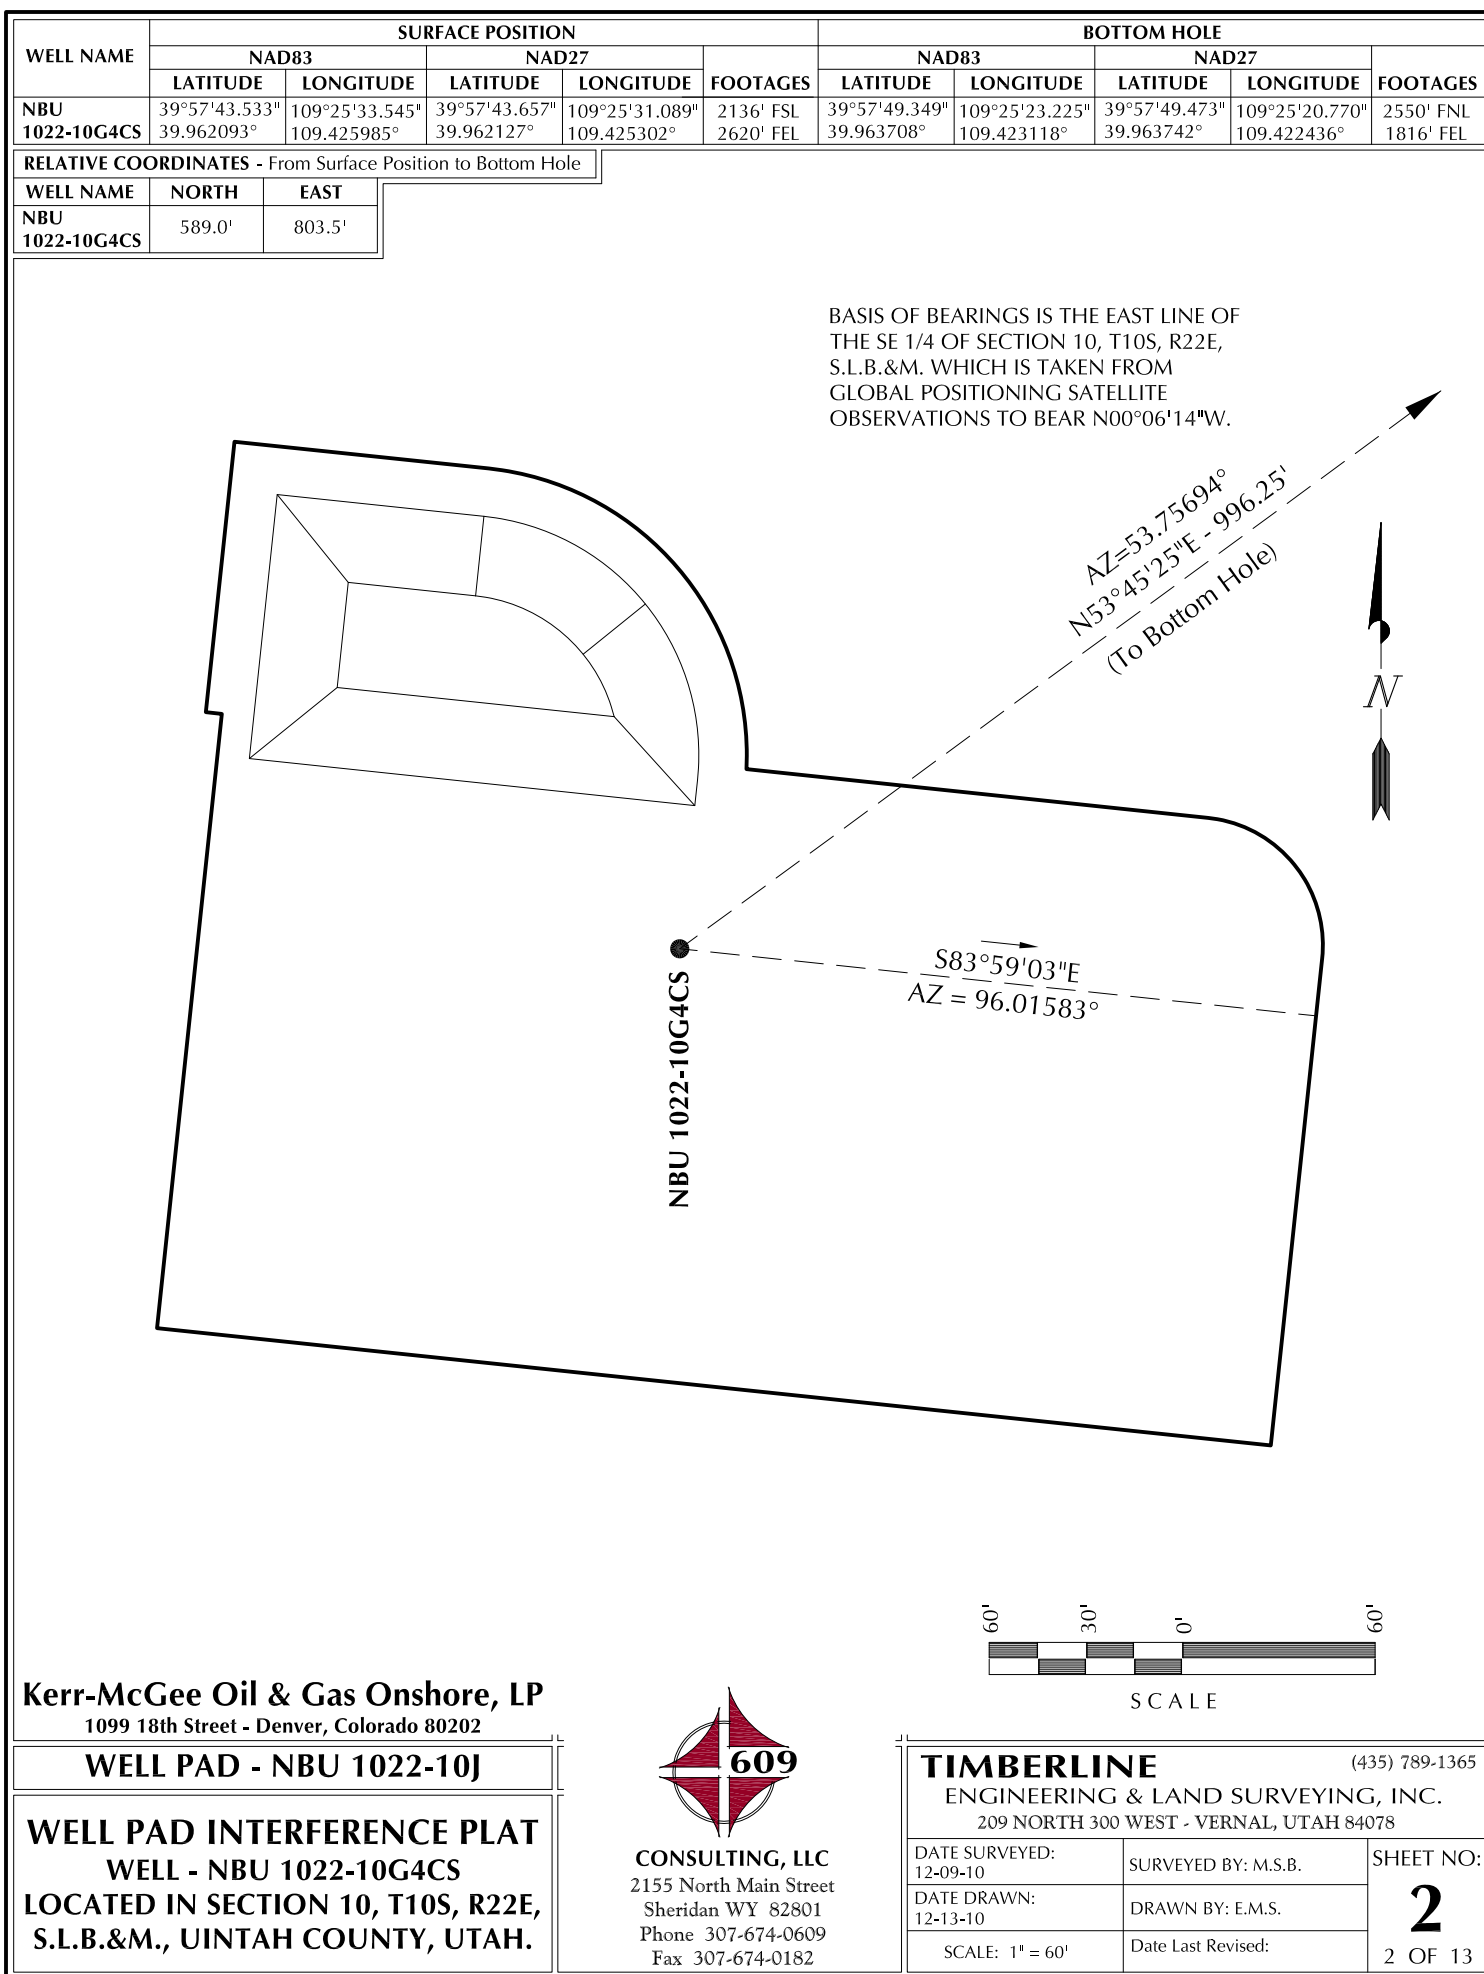 WELL NAME SURFACE POSITION BOTTOM HOLE
NAD83 NAD27 FOOTAGES NAD83 NAD27 FOOTAGES
LATITUDE LONGITUDE LATITUDE LONGITUDE LATITUDE LONGITUDE LATITUDE LONGITUDE
NBU 39°57'43.533" 109°25'33.545" 39°57'43.657" 109°25'31.089" 2136' FSL 39°57'49.349" 109°25'23.225" 39°57'49.473" 109°25'20.770" 2550' FNL
1022-10G4CS 39.962093° 109.425985° 39.962127° 109.425302° 2620' FEL 39.963708° 109.423118° 39.963742° 109.422436° 1816' FEL
RELATIVE COORDINATES - From Surface Position to Bottom Hole
WELL NAME NORTH EAST
NBU
1022-10G4CS 589.0' 803.5'
BASIS OF BEARINGS IS THE EAST LINE OF
THE SE 1/4 OF SECTION 10, T10S, R22E,
S.L.B.&M. WHICH IS TAKEN FROM
GLOBAL POSITIONING SATELLITE
OBSERVATIONS TO BEAR N00°06'14"W.
AZ=53.75694°
N53°45'25"E - 996.25'
(To Bottom Hole)
N
S83°59'03"E
AZ = 96.01583°
NBU 1022-10G4CS
60' 30' 0' 60'
SCALE
Kerr-McGee Oil & Gas Onshore, LP
1099 18th Street - Denver, Colorado 80202
WELL PAD - NBU 1022-10J
WELL PAD INTERFERENCE PLAT
WELL - NBU 1022-10G4CS
LOCATED IN SECTION 10, T10S, R22E,
S.L.B.&M., UINTAH COUNTY, UTAH.
609
CONSULTING, LLC
2155 North Main Street
Sheridan WY 82801
Phone 307-674-0609
Fax 307-674-0182
TIMBERLINE (435) 789-1365
ENGINEERING & LAND SURVEYING, INC.
209 NORTH 300 WEST - VERNAL, UTAH 84078
DATE SURVEYED:
12-09-10
SURVEYED BY: M.S.B.
DATE DRAWN:
12-13-10
DRAWN BY: E.M.S.
SCALE: 1" = 60'
Date Last Revised:
SHEET NO:
2
2 OF 13